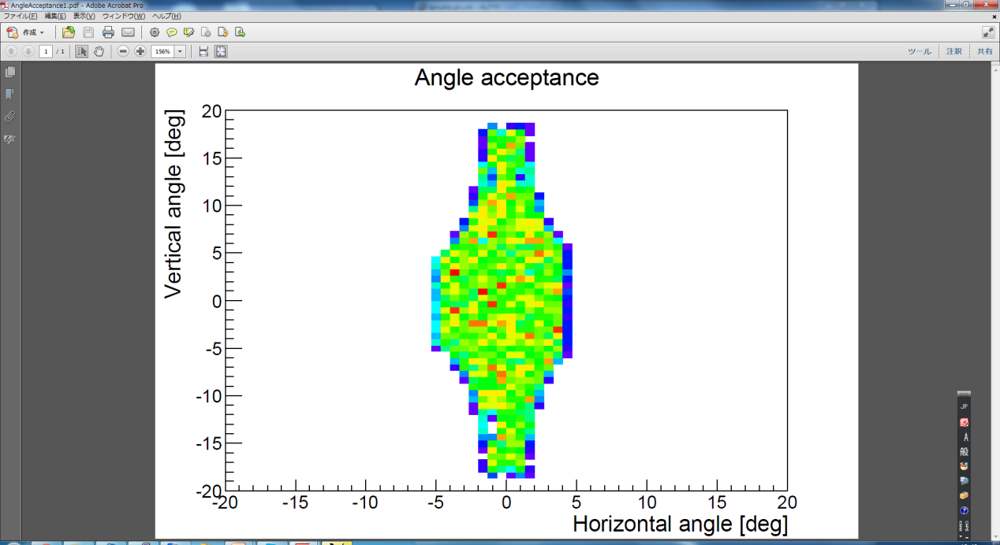 AngleAcceptance1.pdf - Adobe Acrobat Pro
ファイル(F) 編集(E) 表示(V) ウィンドウ(W) ヘルプ(H)
作成
1 / 1 156% ツール 注釈 共有
Angle acceptance
Vertical angle [deg]
20
15
10
5
0
-5
-10
-15
-20
-20 -15 -10 -5 0 5 10 15 20
Horizontal angle [deg]
JP
A
般
CAPS
KANA